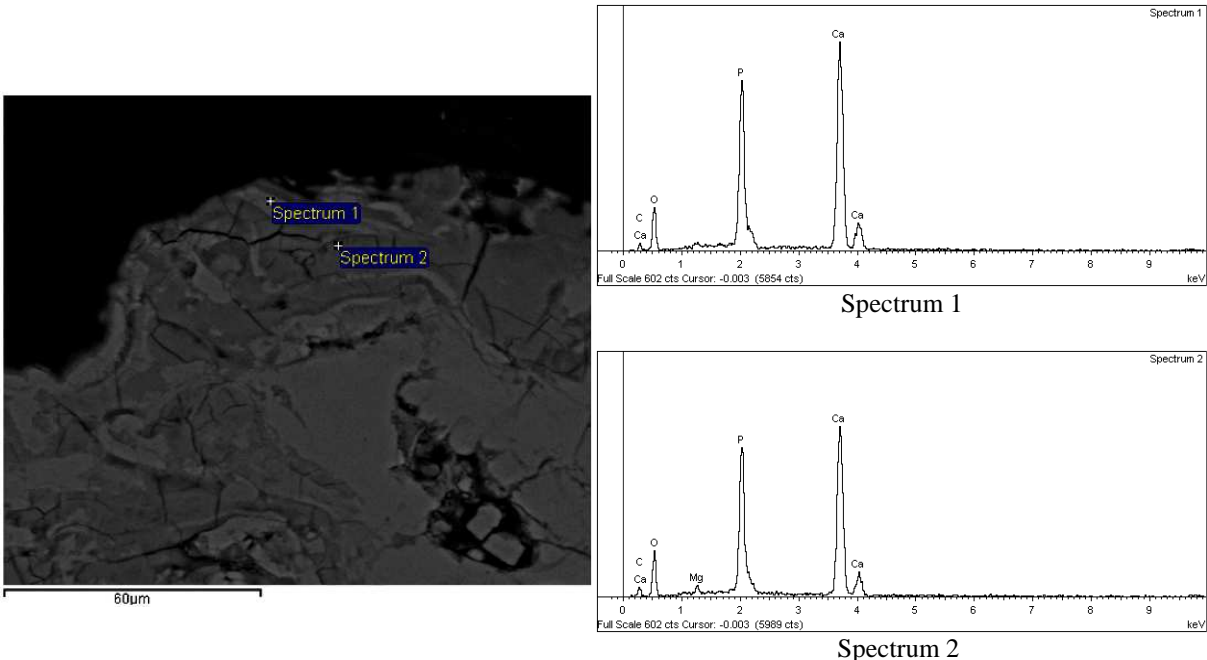 Spectrum 1
Spectrum 2
60µm
Spectrum 1
Ca
P
O
C
Ca
Ca
0 1 2 3 4 5 6 7 8 9
Full Scale 602 cts Cursor: -0.003 (5854 cts) keV
Spectrum 1
Spectrum 2
Ca
P
O
C
Mg
Ca
Ca
0 1 2 3 4 5 6 7 8 9
Full Scale 602 cts Cursor: -0.003 (5989 cts) keV
Spectrum 2